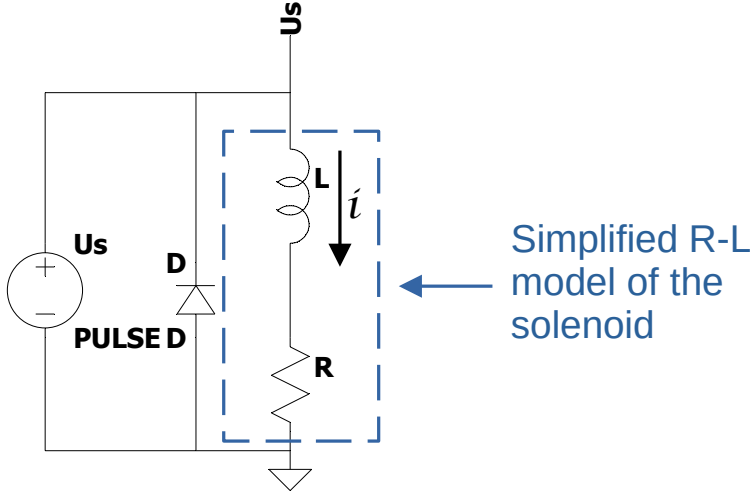 Us
Us
D
L
i
PULSE D
R
Simplified R-L
model of the
solenoid